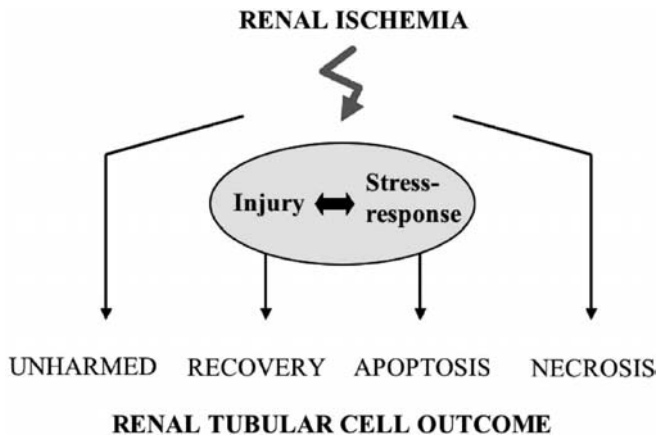 RENAL ISCHEMIA
Injury
Stress-
response
UNHARMED RECOVERY APOPTOSIS NECROSIS
RENAL TUBULAR CELL OUTCOME